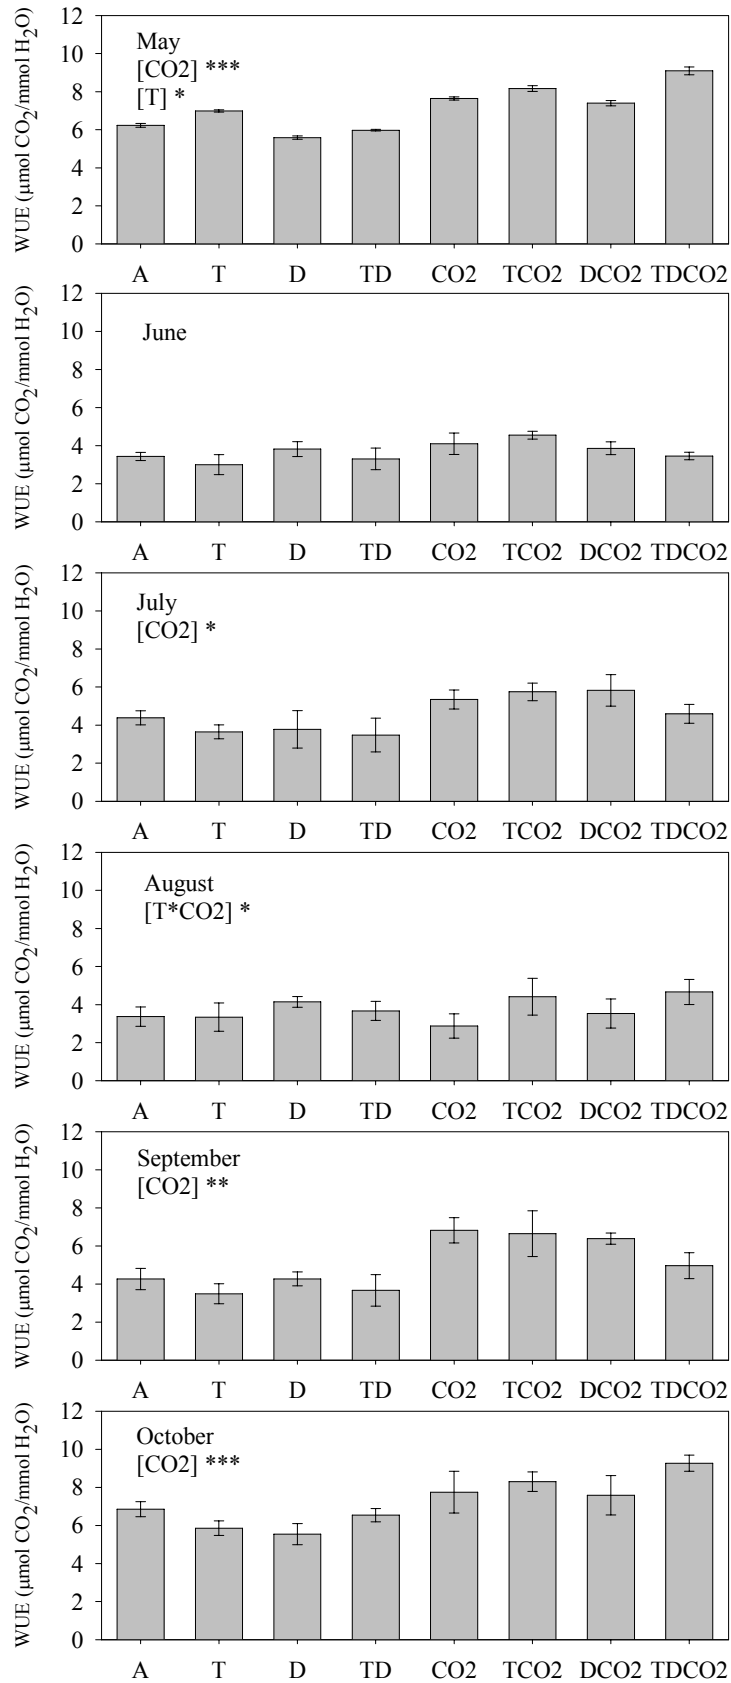 WUE (µmol CO2/mmol H2O)
12
10
8
6
4
2
0
May
[CO2] ***
[T] *
A T D TD CO2 TCO2 DCO2 TDCO2
WUE (µmol CO2/mmol H2O)
12
10
8
6
4
2
0
June
A T D TD CO2 TCO2 DCO2 TDCO2
WUE (µmol CO2/mmol H2O)
12
10
8
6
4
2
0
July
[CO2] *
A T D TD CO2 TCO2 DCO2 TDCO2
WUE (µmol CO2/mmol H2O)
12
10
8
6
4
2
0
August
[T*CO2] *
A T D TD CO2 TCO2 DCO2 TDCO2
WUE (µmol CO2/mmol H2O)
12
10
8
6
4
2
0
September
[CO2] **
A T D TD CO2 TCO2 DCO2 TDCO2
WUE (µmol CO2/mmol H2O)
12
10
8
6
4
2
0
October
[CO2] ***
A T D TD CO2 TCO2 DCO2 TDCO2